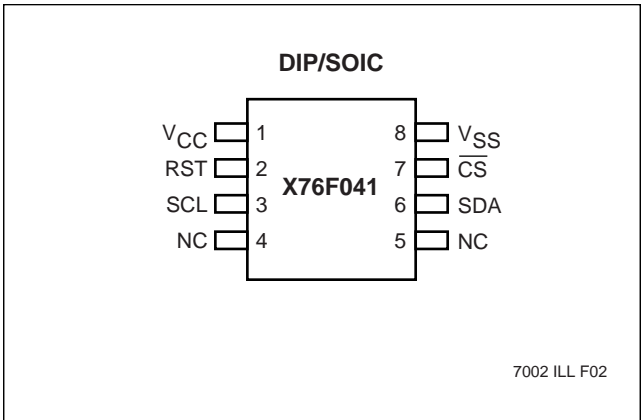 DIP/SOIC
VCC 1 8 VSS
RST 2 7 C̅S̅
X76F041
SCL 3 6 SDA
NC 4 5 NC
7002 ILL F02